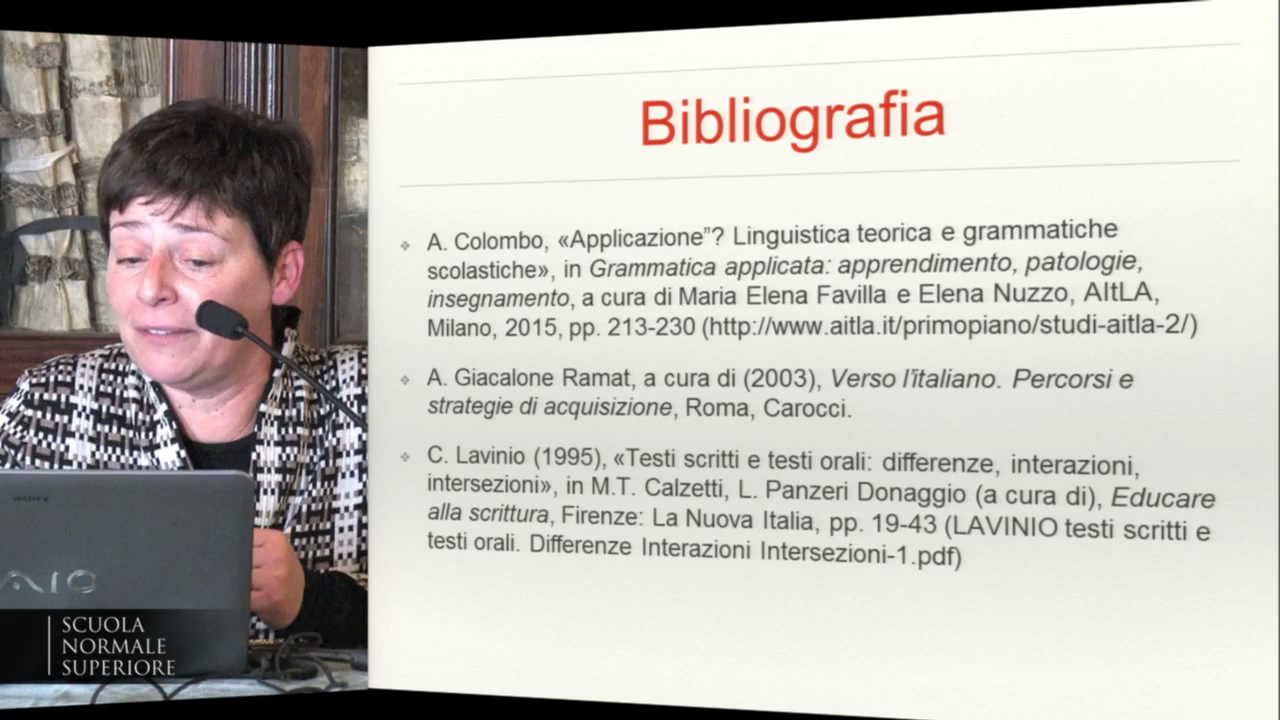 Bibliografia
A. Colombo, «Applicazione”? Linguistica teorica e grammatiche
scolastiche», in Grammatica applicata: apprendimento, patologie,
insegnamento, a cura di Maria Elena Favilla e Elena Nuzzo, AItLA,
Milano, 2015, pp. 213-230 (http://www.aitla.it/primopiano/studi-aitla-2/)
A. Giacalone Ramat, a cura di (2003), Verso l'italiano. Percorsi e
strategie di acquisizione, Roma, Carocci.
C. Lavinio (1995), «Testi scritti e testi orali: differenze, interazioni,
intersezioni», in M.T. Calzetti, L. Panzeri Donaggio (a cura di), Educare
alla scrittura, Firenze: La Nuova Italia, pp. 19-43 (LAVINIO testi scritti e
testi orali. Differenze Interazioni Intersezioni-1.pdf)
SONY
VAIO
SCUOLA
NORMALE
SUPERIORE